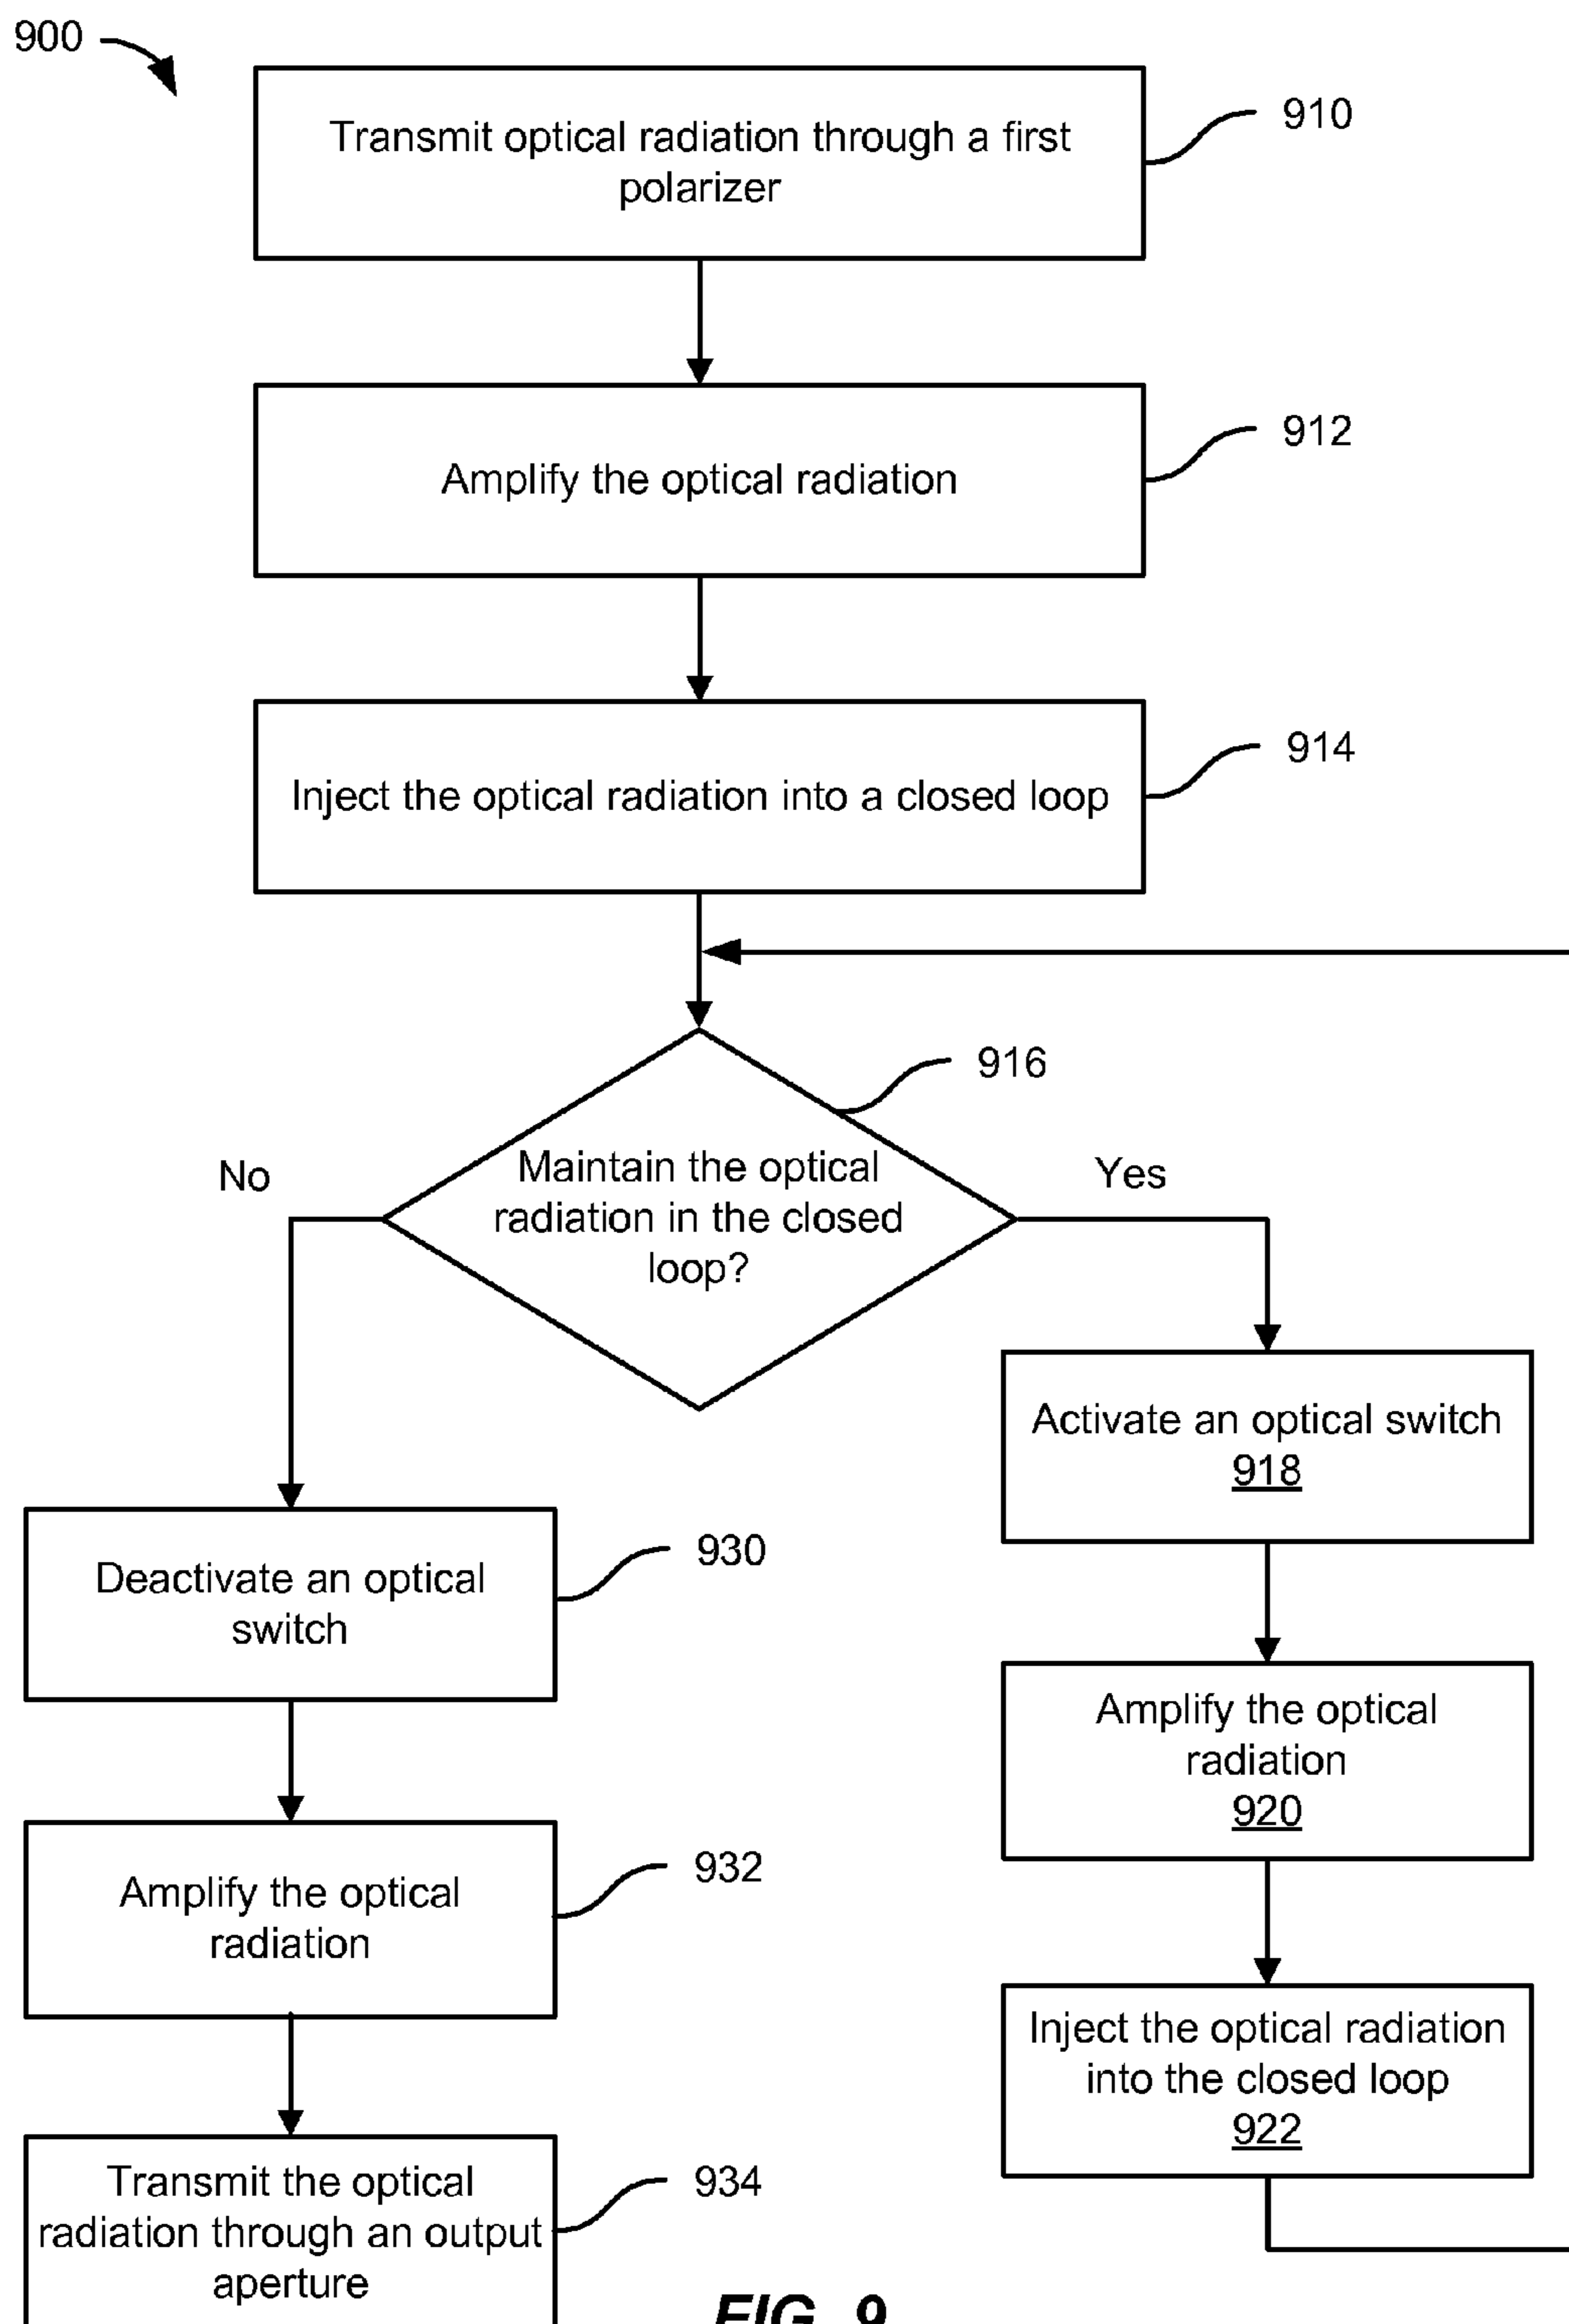 900
Transmit optical radiation through a first
polarizer
910
Amplify the optical radiation
912
Inject the optical radiation into a closed loop
914
916
Maintain the optical
radiation in the closed
loop?
No
Yes
Activate an optical switch
918
Deactivate an optical
switch
930
Amplify the optical
radiation
920
Amplify the optical
radiation
932
Inject the optical radiation
into the closed loop
922
Transmit the optical
radiation through an output
aperture
934
FIG. 9